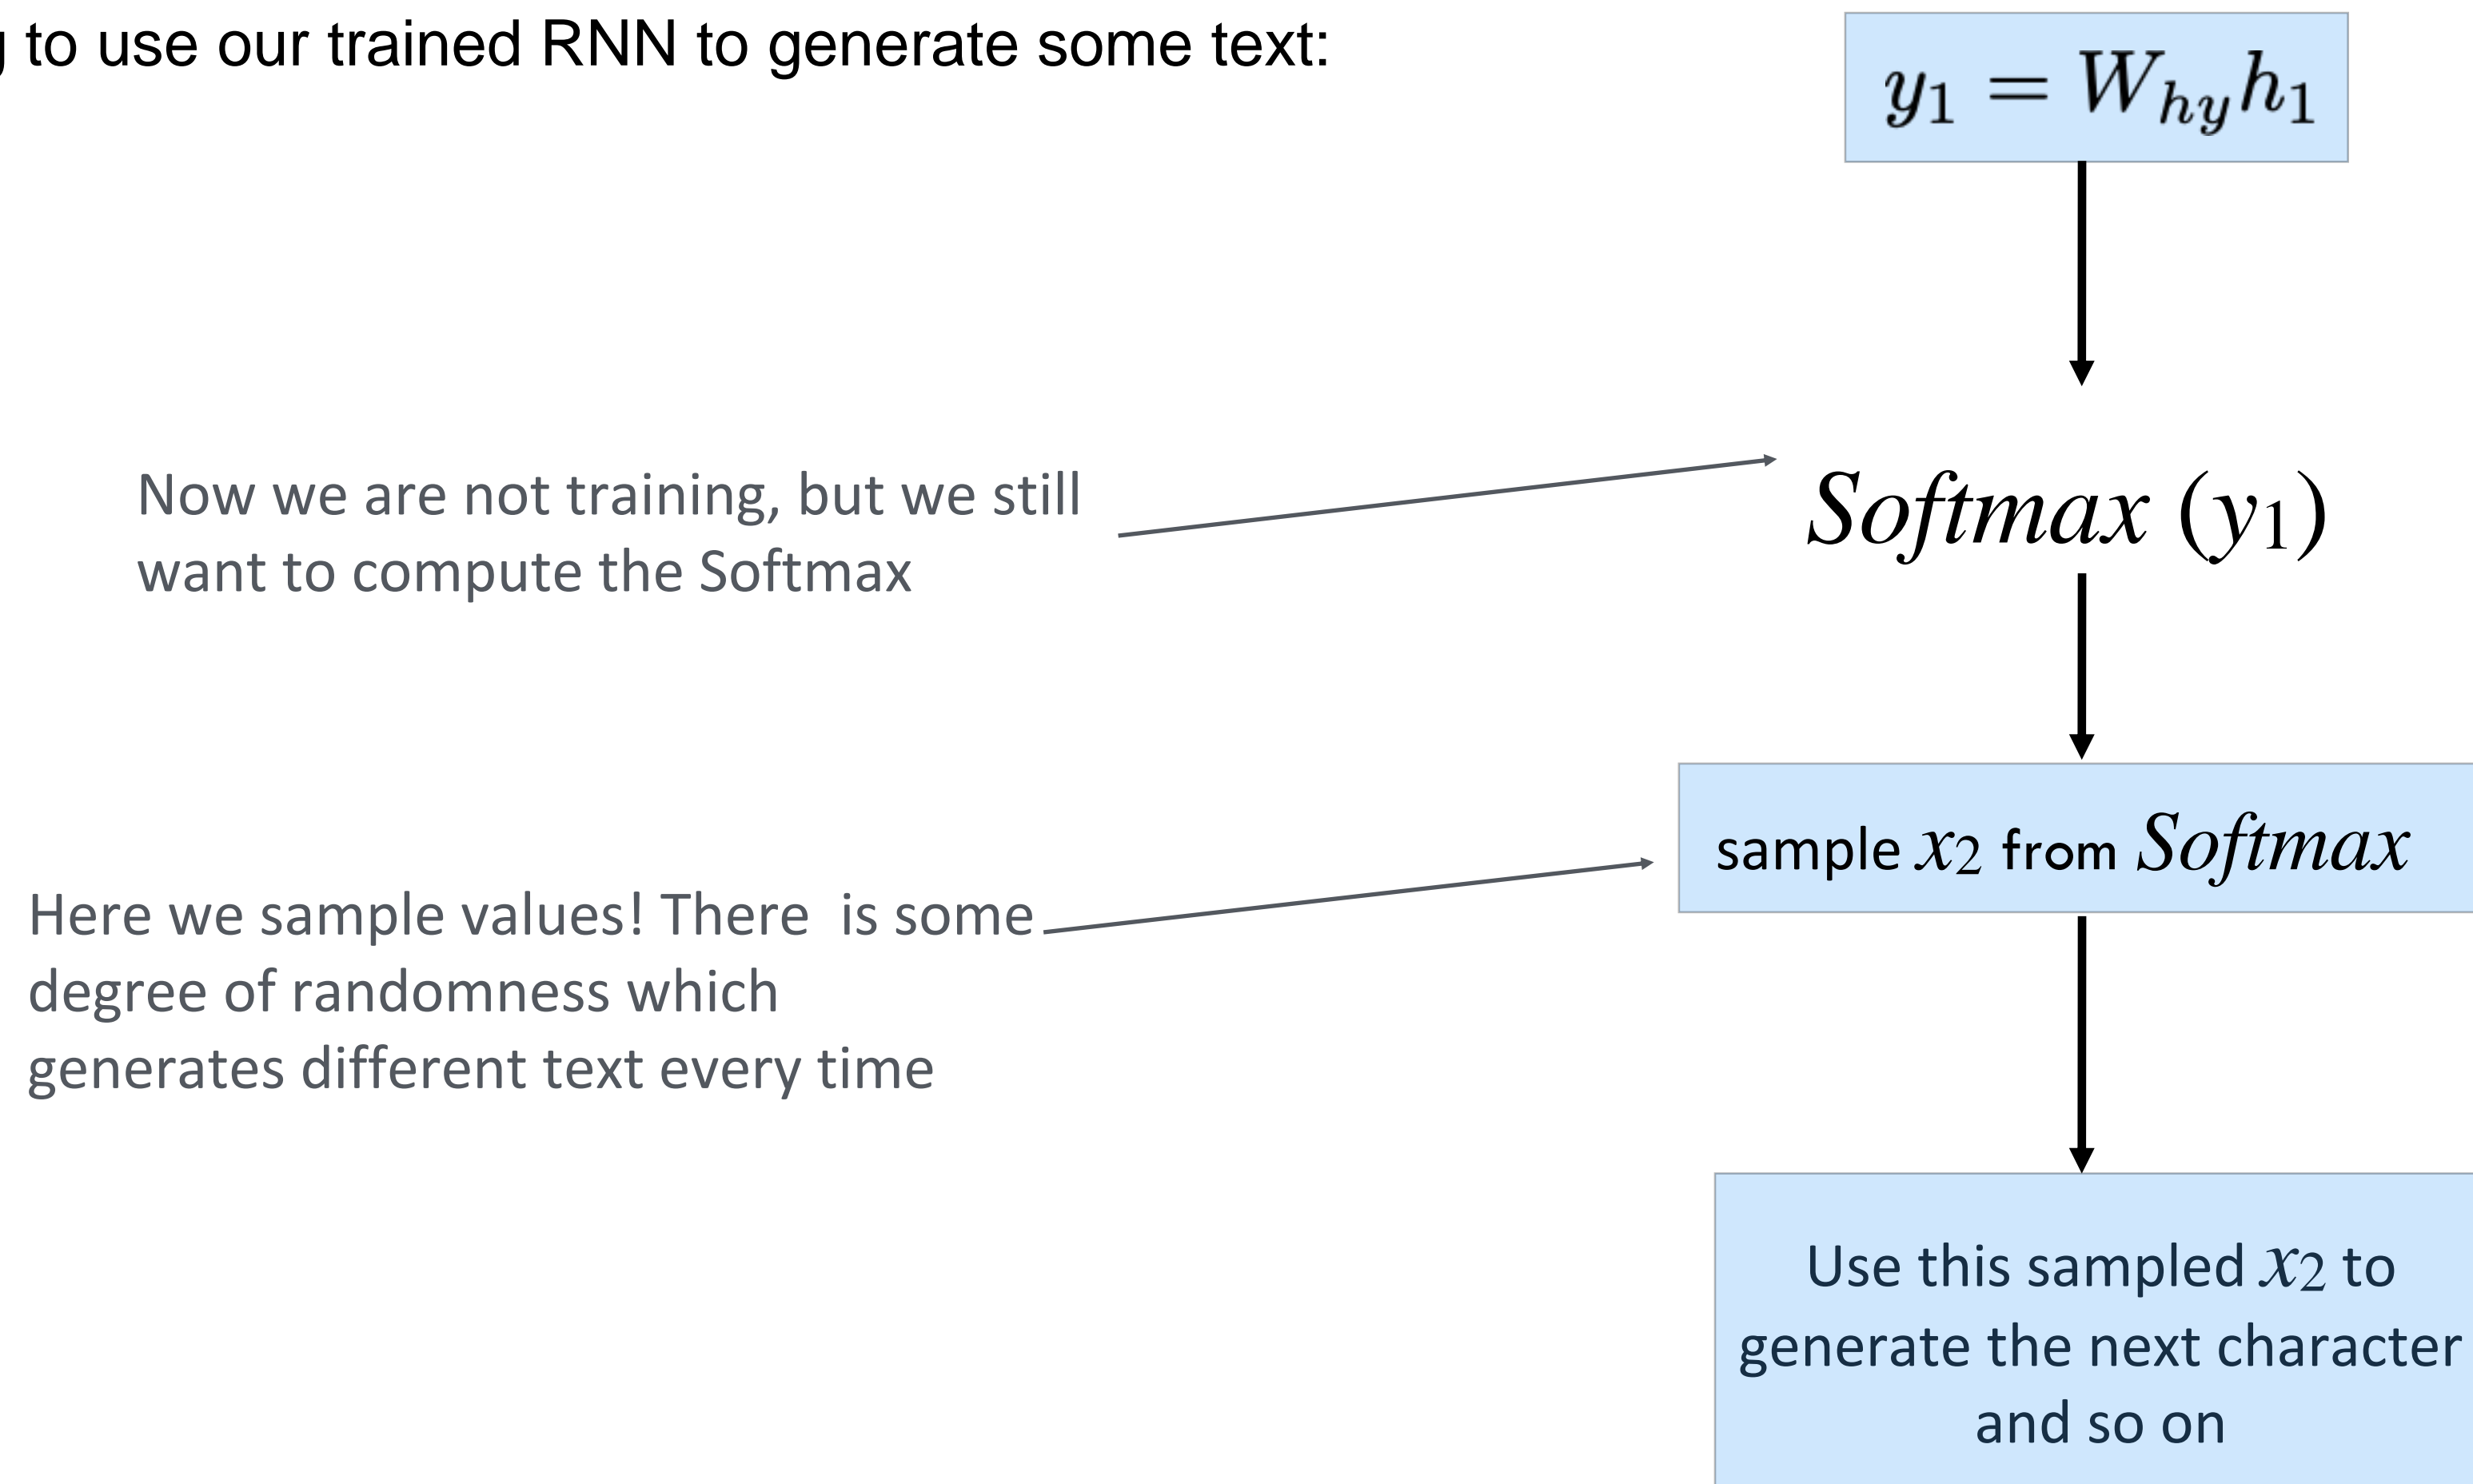 to use our trained RNN to generate some text:
y₁ = W_{hy}h₁
Now we are not training, but we still
want to compute the Softmax
Softmax (y₁)
sample x₂ from Softmax
Here we sample values! There  is some
degree of randomness which
generates different text every time
Use this sampled x₂ to
generate the next character
and so on